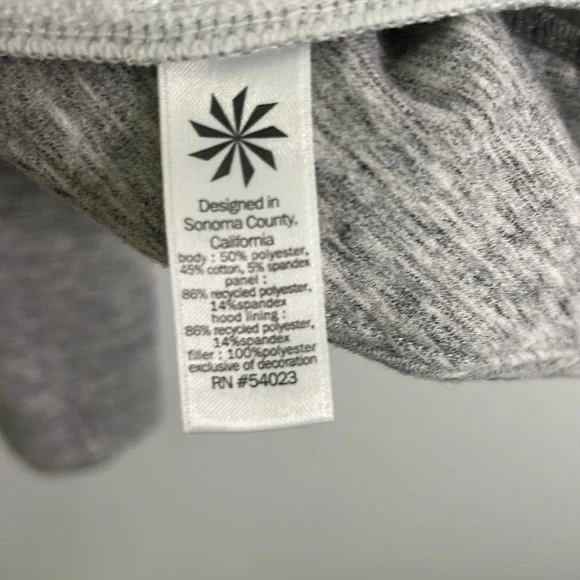 Designed in
Sonoma County,
California
body : 50% polyester,
45% cotton, 5% spandex
panel :
86% recycled polyester,
14%spandex
hood lining :
86% recycled polyester,
14%spandex
filler : 100%polyester
exclusive of decoration
RN #54023